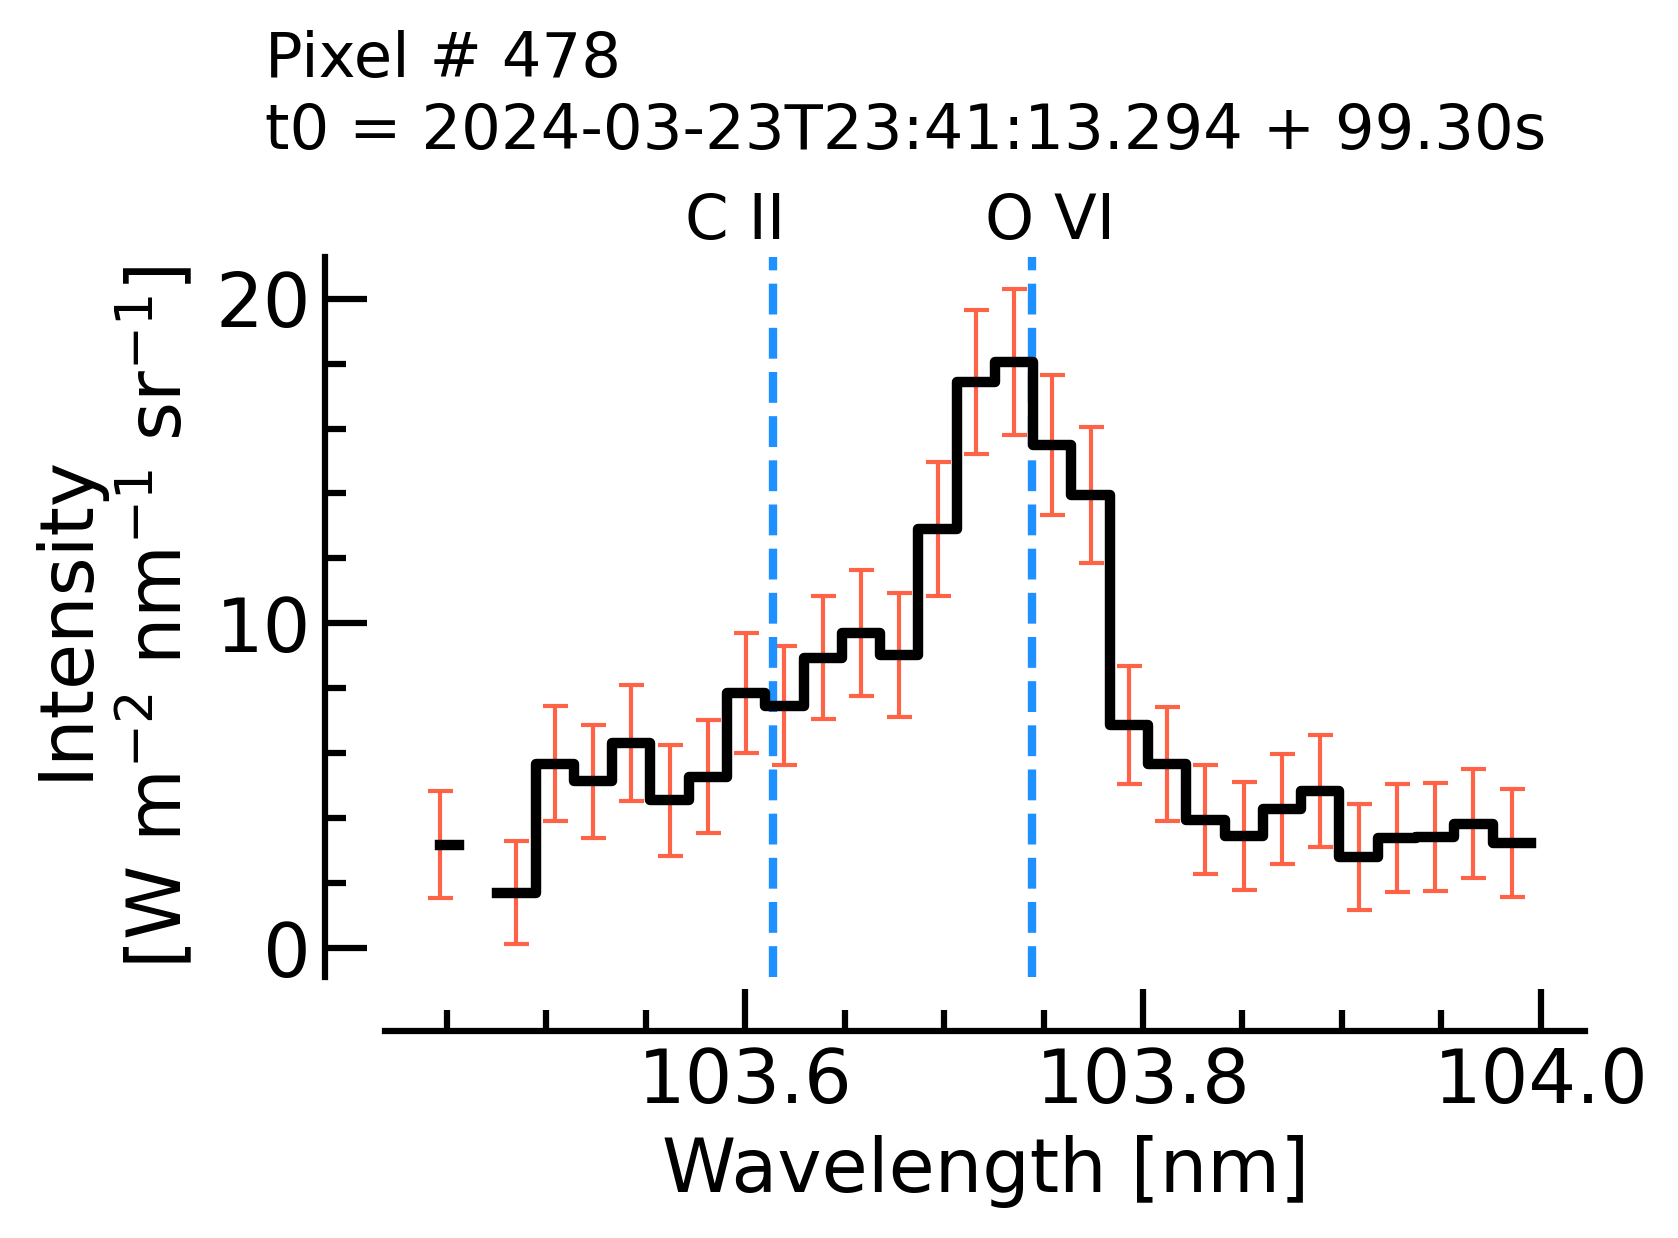 Pixel # 478
t0 = 2024-03-23T23:41:13.294 + 99.30s
C II
O VI
Intensity
[W m⁻² nm⁻¹ sr⁻¹]
20
10
0
103.6
103.8
104.0
Wavelength [nm]